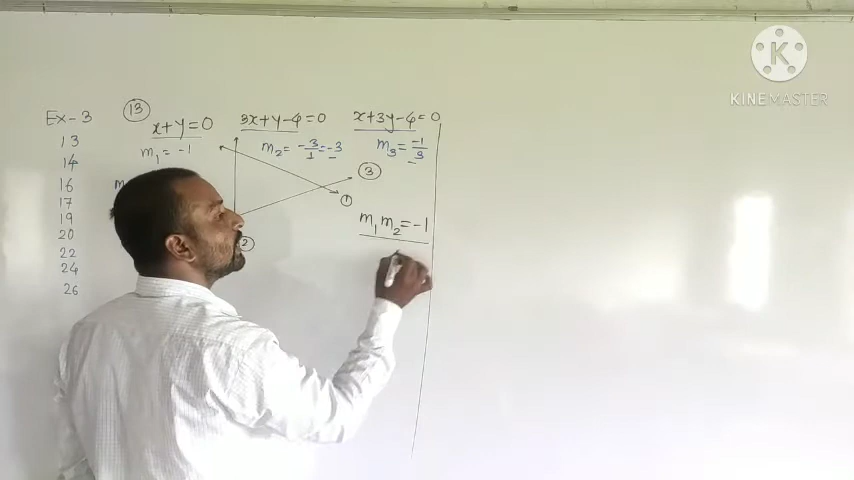 Ex-3
13
14
16
17
19
20
22
24
26
13
x+y=0 3x+y-4=0 x+3y-4=0
m₁ = -1 m₂ = -3/1 = -3 m₃ = -1/3
m
3
1
2
m₁m₂ = -1
K
KINEMASTER